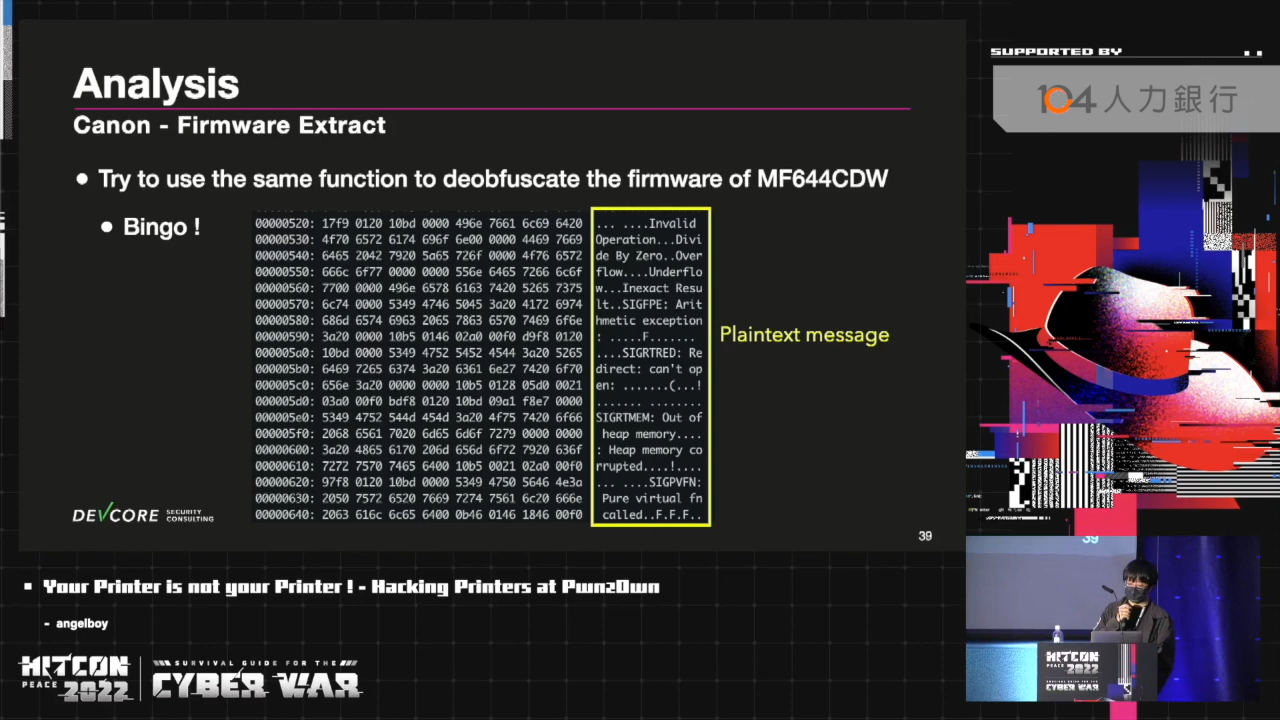 Analysis
Canon - Firmware Extract
● Try to use the same function to deobfuscate the firmware of MF644CDW
● Bingo !
00000520: 17f9 0120 10bd 0000 496e 7661 6c69 6420 ... ....Invalid
00000530: 4f70 6572 6174 696f 6e00 0000 4469 7669 Operation...Divi
00000540: 6465 2042 7920 5a65 726f 0000 4f76 6572 de By Zero..Over
00000550: 666c 6f77 0000 0000 556e 6465 7266 6c6f flow....Underflo
00000560: 7700 0000 496e 6578 6163 7420 5265 7375 w...Inexact Resu
00000570: 6c74 0000 5349 4746 5045 3a20 4172 6974 lt..SIGFPE: Arit
00000580: 686d 6574 6963 2065 7863 6570 7469 6f6e hmetic exception
00000590: 3a20 0000 10b5 0146 02a0 00f0 d9f8 0120 : .....F.......
000005a0: 10bd 0000 5349 4752 5452 4544 3a20 5265 ....SIGRTRED: Re
000005b0: 6469 7265 6374 3a20 6361 6e27 7420 6f70 direct: can't op
000005c0: 656e 3a20 0000 0000 10b5 0128 05d0 0021 en: .......(...!
000005d0: 03a0 00f0 bdf8 0120 10bd 09a1 f8e7 0000 ....... ........
000005e0: 5349 4752 544d 454d 3a20 4f75 7420 6f66 SIGRTMEM: Out of
000005f0: 2068 6561 7020 6d65 6d6f 7279 0000 0000 heap memory....
00000600: 3a20 4865 6170 206d 656d 6f72 7920 636f : Heap memory co
00000610: 7272 7570 7465 6400 10b5 0021 02a0 00f0 rrupted....!....
00000620: 97f8 0120 10bd 0000 5349 4750 5646 4e3a ... ....SIGPVFN:
00000630: 2050 7572 6520 7669 7274 7561 6c20 666e Pure virtual fn
00000640: 2063 616c 6c65 6400 0b46 0146 1846 00f0 called..F.F.F..
Plaintext message
DEVCORE SECURITY CONSULTING
39
SUPPORTED BY
104 人力銀行
39
Your Printer is not your Printer ! - Hacking Printers at Pwn2Own
- angelboy
HITCON
PEACE 2022
SURVIVAL GUIDE FOR THE
CYBER WAR
HITCON
PEACE 2022
SURVIVAL GUIDE FOR THE
CYBER WAR